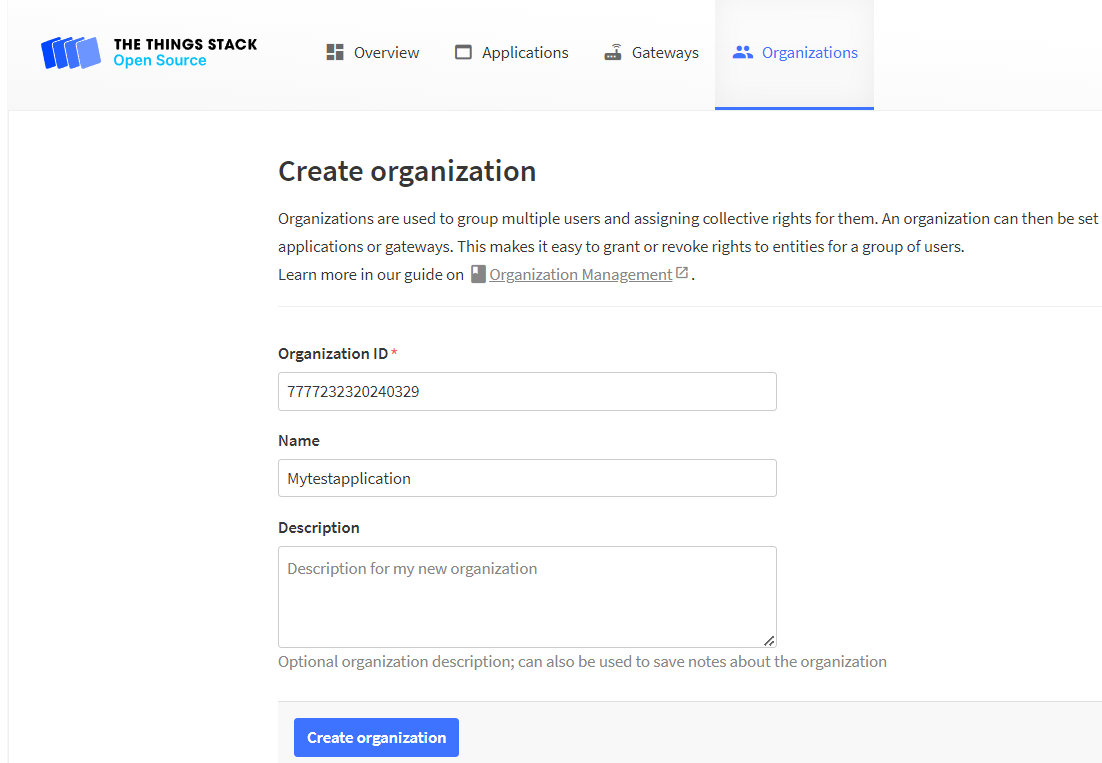 THE THINGS STACK
Open Source
Overview
Applications
Gateways
Organizations
Create organization
Organizations are used to group multiple users and assigning collective rights for them. An organization can then be set
applications or gateways. This makes it easy to grant or revoke rights to entities for a group of users.
Learn more in our guide on Organization Management.
Organization ID*
7777232320240329
Name
Mytestapplication
Description
Description for my new organization
Optional organization description; can also be used to save notes about the organization
Create organization